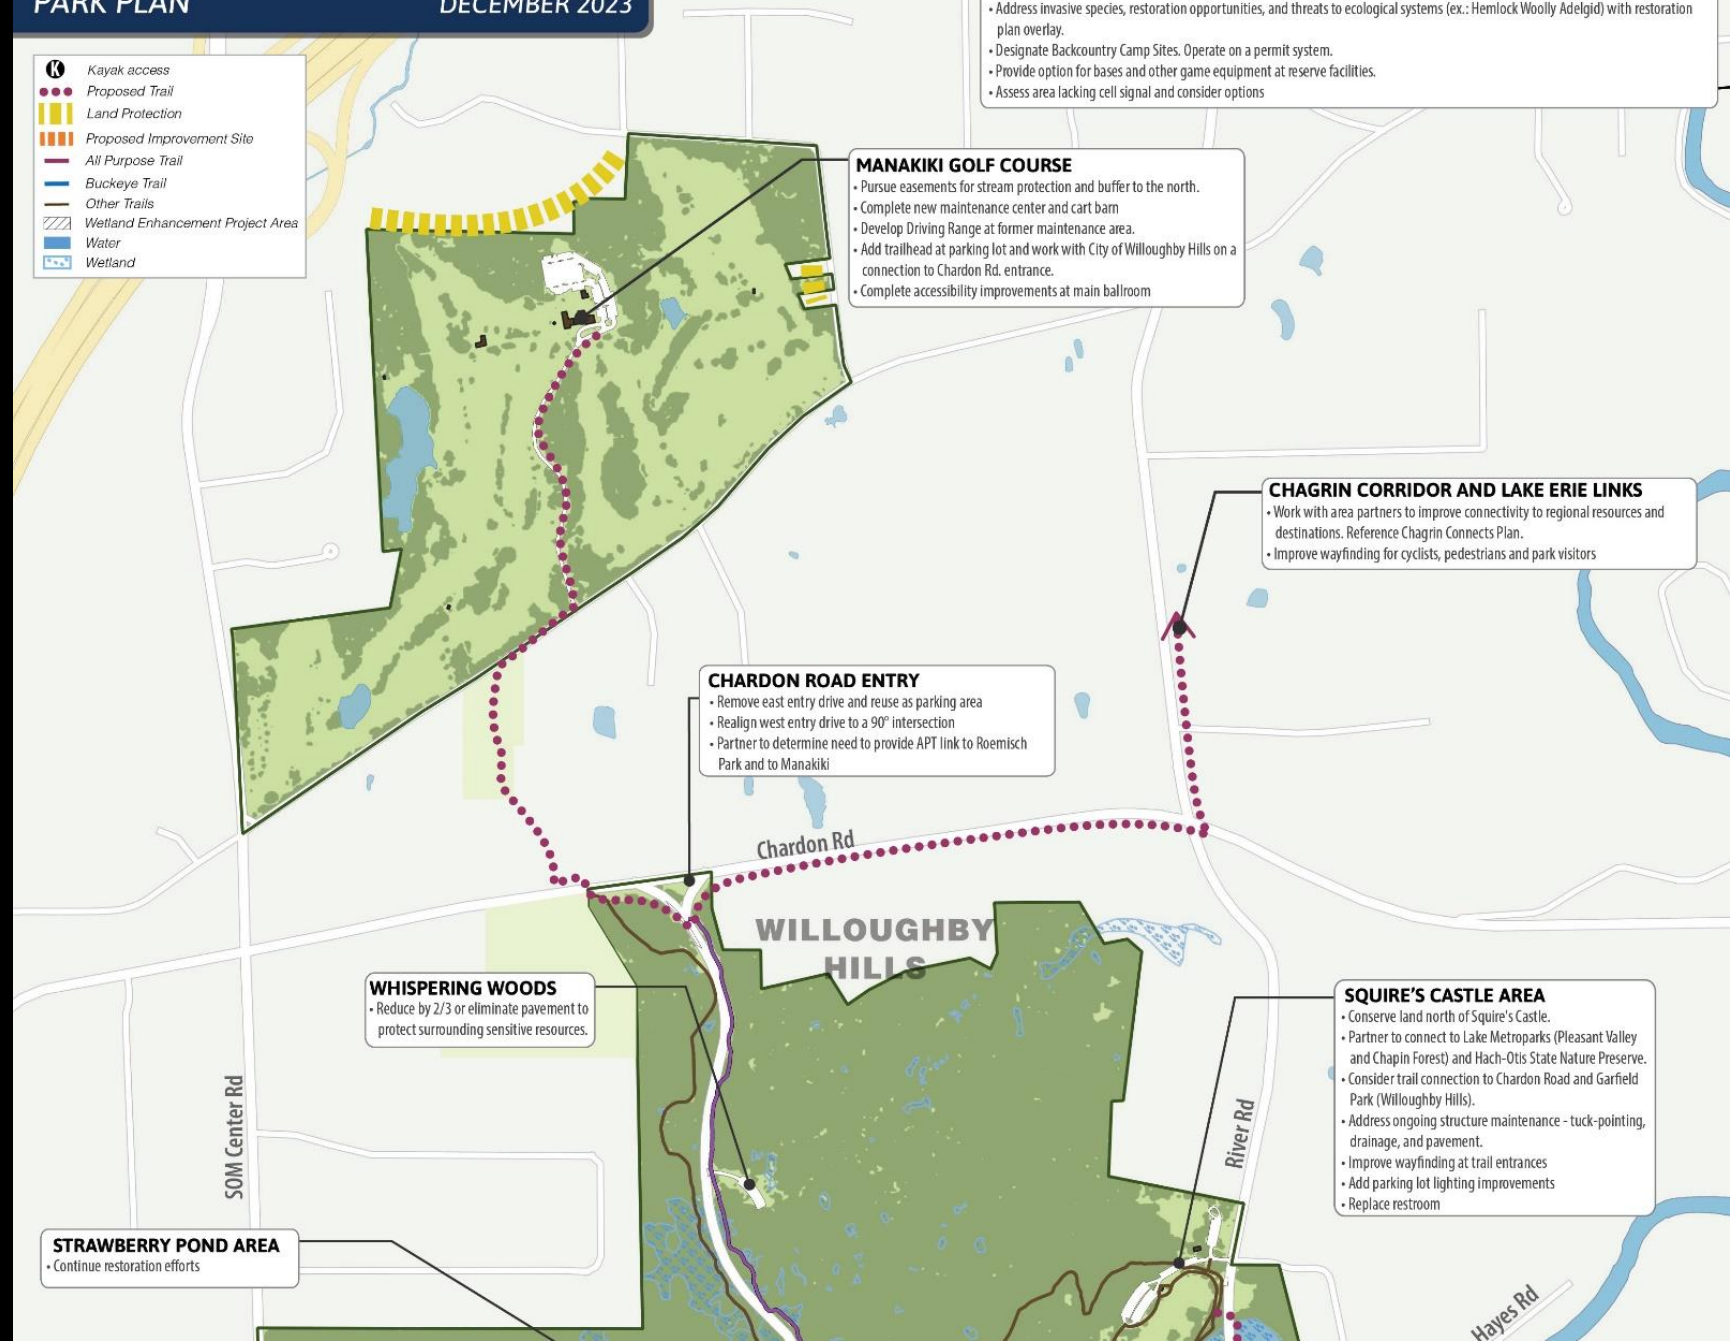 PARK PLAN DECEMBER 2023
• Address invasive species, restoration opportunities, and threats to ecological systems (ex.: Hemlock Woolly Adelgid) with restoration
plan overlay.
• Designate Backcountry Camp Sites. Operate on a permit system.
• Provide option for bases and other game equipment at reserve facilities.
• Assess area lacking cell signal and consider options
K Kayak access
Proposed Trail
Land Protection
Proposed Improvement Site
All Purpose Trail
Buckeye Trail
Other Trails
Wetland Enhancement Project Area
Water
Wetland
MANAKIKI GOLF COURSE
• Pursue easements for stream protection and buffer to the north.
• Complete new maintenance center and cart barn
• Develop Driving Range at former maintenance area.
• Add trailhead at parking lot and work with City of Willoughby Hills on a
connection to Chardon Rd. entrance.
• Complete accessibility improvements at main ballroom
CHAGRIN CORRIDOR AND LAKE ERIE LINKS
• Work with area partners to improve connectivity to regional resources and
destinations. Reference Chagrin Connects Plan.
• Improve wayfinding for cyclists, pedestrians and park visitors
CHARDON ROAD ENTRY
• Remove east entry drive and reuse as parking area
• Realign west entry drive to a 90° intersection
• Partner to determine need to provide APT link to Roemisch
Park and to Manakiki
Chardon Rd
WILLOUGHBY
HILLS
WHISPERING WOODS
• Reduce by 2/3 or eliminate pavement to
protect surrounding sensitive resources.
SQUIRE'S CASTLE AREA
• Conserve land north of Squire's Castle.
• Partner to connect to Lake Metroparks (Pleasant Valley
and Chapin Forest) and Hach-Otis State Nature Preserve.
• Consider trail connection to Chardon Road and Garfield
Park (Willoughby Hills).
• Address ongoing structure maintenance - tuck-pointing,
drainage, and pavement.
• Improve wayfinding at trail entrances
• Add parking lot lighting improvements
• Replace restroom
SOM Center Rd
River Rd
STRAWBERRY POND AREA
• Continue restoration efforts
Hayes Rd